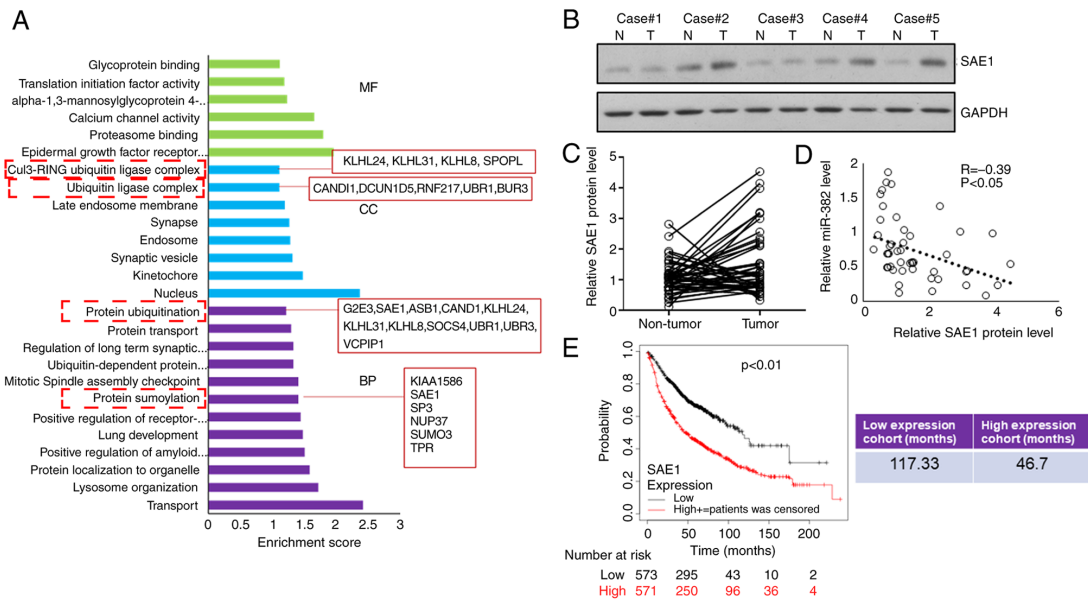 A
Glycoprotein binding
Translation initiation factor activity
alpha-1,3-mannosylglycoprotein 4-..
Calcium channel activity
Proteasome binding
Epidermal growth factor receptor...
Cul3-RING ubiquitin ligase complex
Ubiquitin ligase complex
Late endosome membrane
Synapse
Endosome
Synaptic vesicle
Kinetochore
Nucleus
Protein ubiquitination
Protein transport
Regulation of long term synaptic...
Ubiquitin-dependent protein...
Mitotic Spindle assembly checkpoint
Protein sumoylation
Positive regulation of receptor-...
Lung development
Positive regulation of amyloid...
Protein localization to organelle
Lysosome organization
Transport
MF
KLHL24, KLHL31, KLHL8, SPOPL
CANDI1,DCUN1D5,RNF217,UBR1,BUR3
CC
G2E3,SAE1,ASB1,CAND1,KLHL24,
KLHL31,KLHL8,SOCS4,UBR1,UBR3,
VCPIP1
BP
KIAA1586
SAE1
SP3
NUP37
SUMO3
TPR
0 0.5 1 1.5 2 2.5 3
Enrichment score
B
Case#1 Case#2 Case#3 Case#4 Case#5
N T N T N T N T N T
SAE1
GAPDH
C
Relative SAE1 protein level
5
4
3
2
1
0
Non-tumor Tumor
D
Relative miR-382 level
2
1.5
1
0.5
0
R=−0.39
P<0.05
0 2 4 6
Relative SAE1 protein level
E
Probability
1.0
0.8
0.6
0.4
0.2
0.0
p<0.01
SAE1
Expression
Low
High+=patients was censored
0 50 100 150 200
Time (months)
Number at risk
Low 573 295 43 10 2
High 571 250 96 36 4
Low expression cohort (months) High expression cohort (months)
117.33 46.7